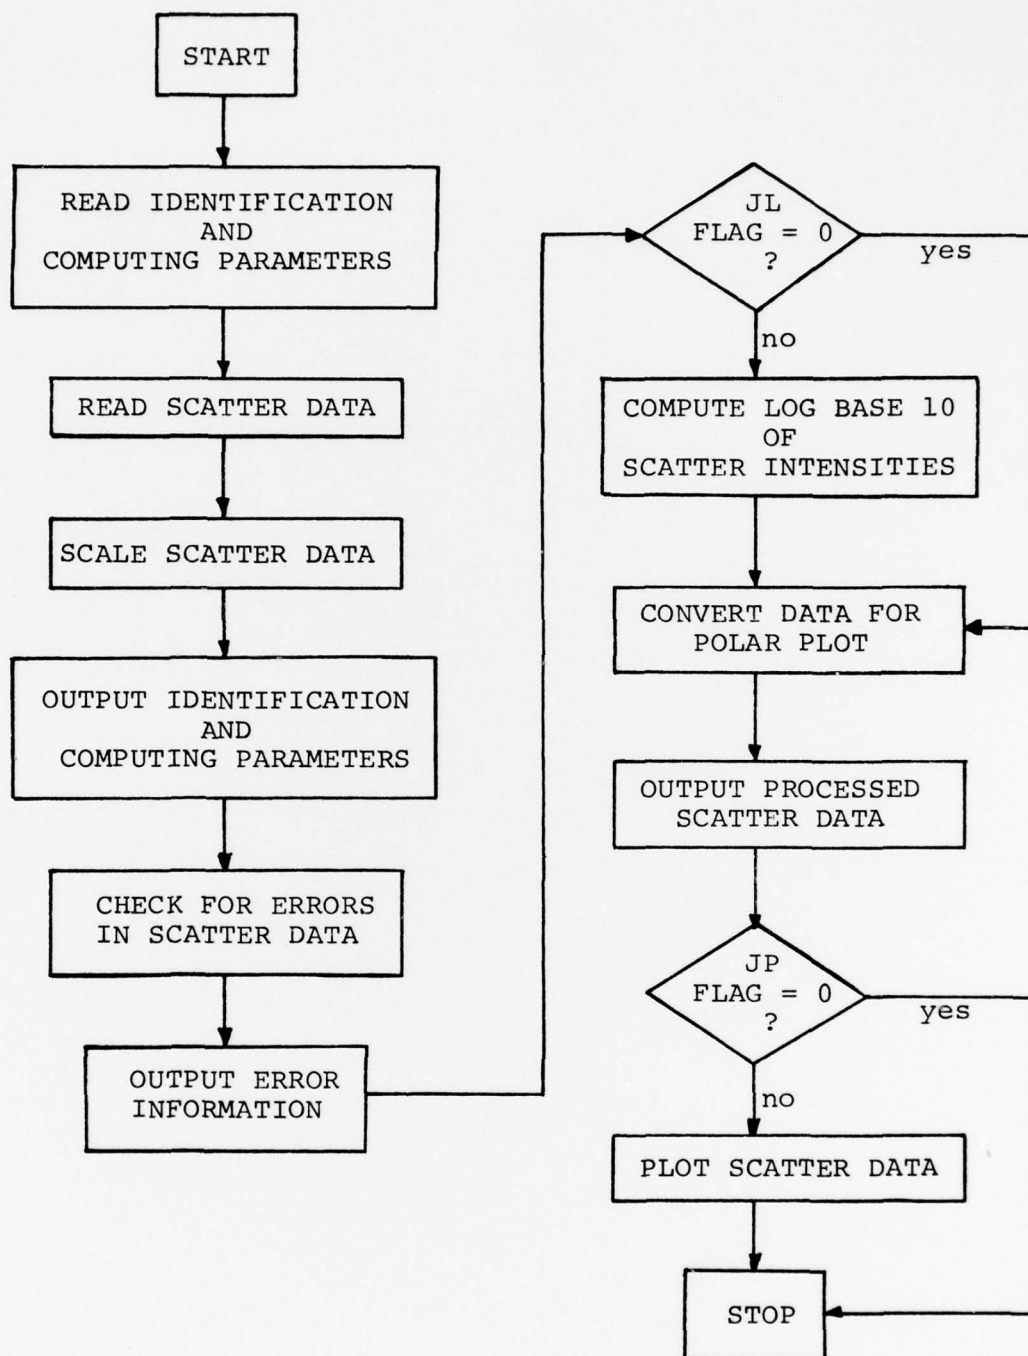 START
READ IDENTIFICATION
AND
COMPUTING PARAMETERS
READ SCATTER DATA
SCALE SCATTER DATA
OUTPUT IDENTIFICATION
AND
COMPUTING PARAMETERS
CHECK FOR ERRORS
IN SCATTER DATA
OUTPUT ERROR
INFORMATION
JL
FLAG = 0
?
yes
no
COMPUTE LOG BASE 10
OF
SCATTER INTENSITIES
CONVERT DATA FOR
POLAR PLOT
OUTPUT PROCESSED
SCATTER DATA
JP
FLAG = 0
?
yes
no
PLOT SCATTER DATA
STOP